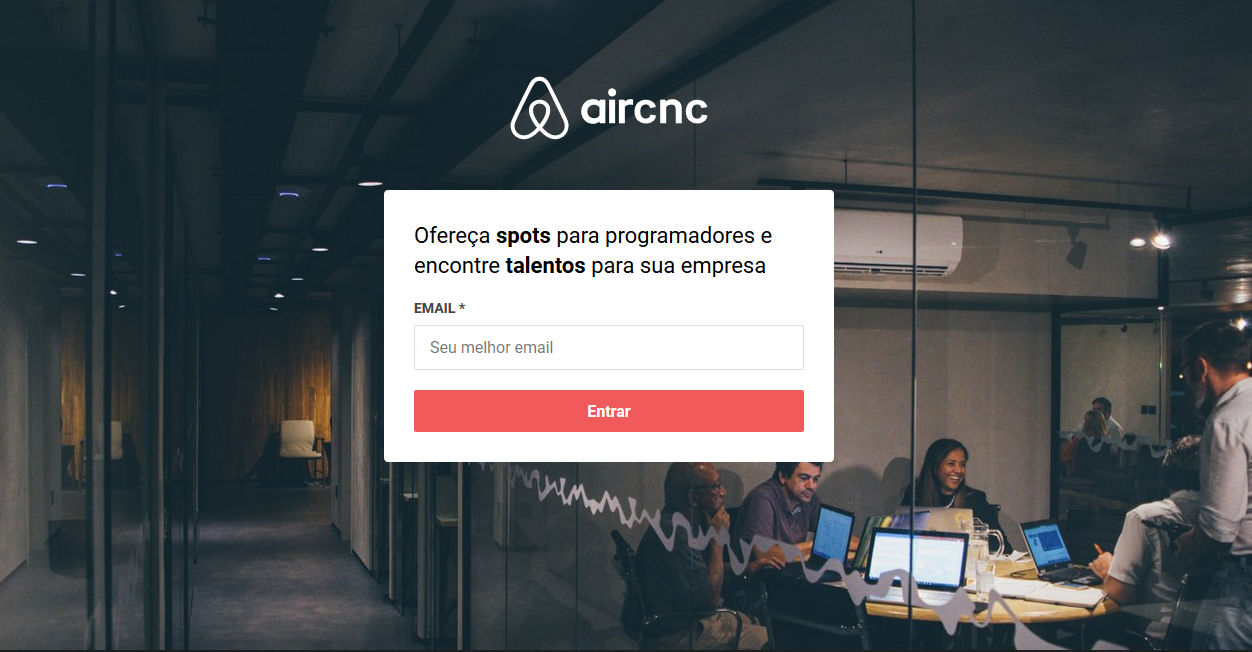 aircnc
Ofereça spots para programadores e
encontre talentos para sua empresa
EMAIL *
Seu melhor email
Entrar